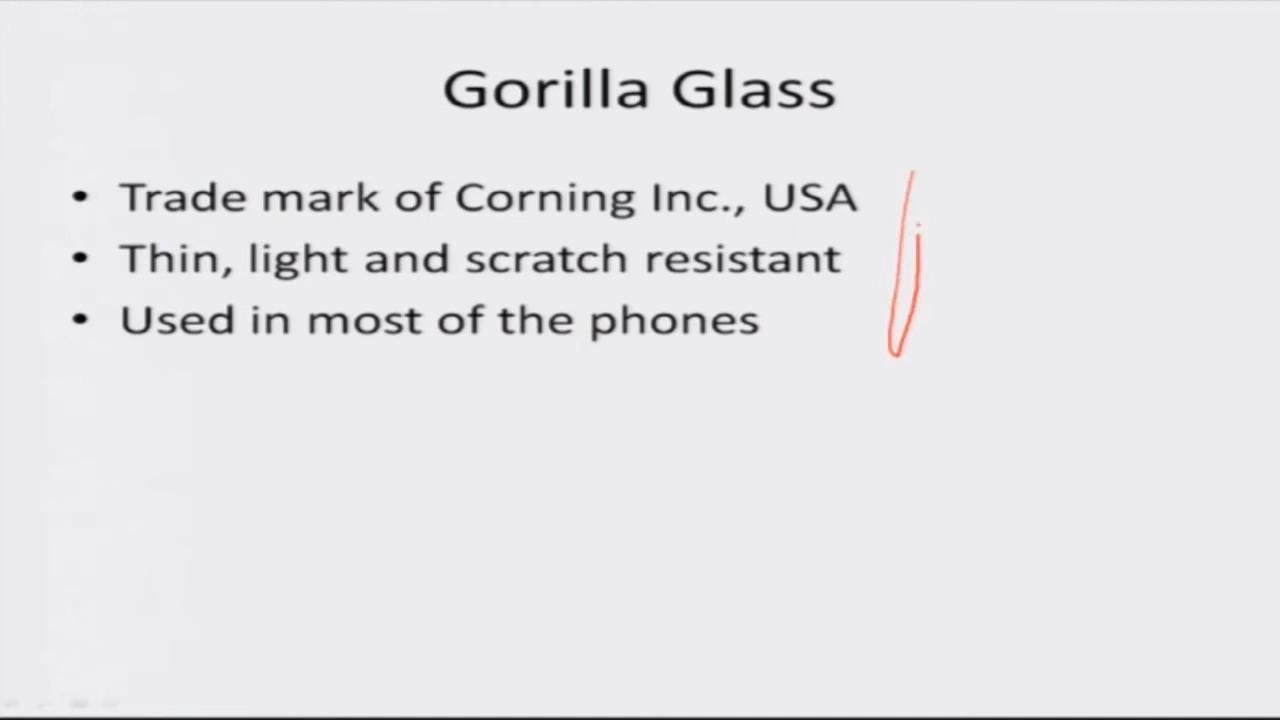 Gorilla Glass
• Trade mark of Corning Inc., USA
• Thin, light and scratch resistant
• Used in most of the phones